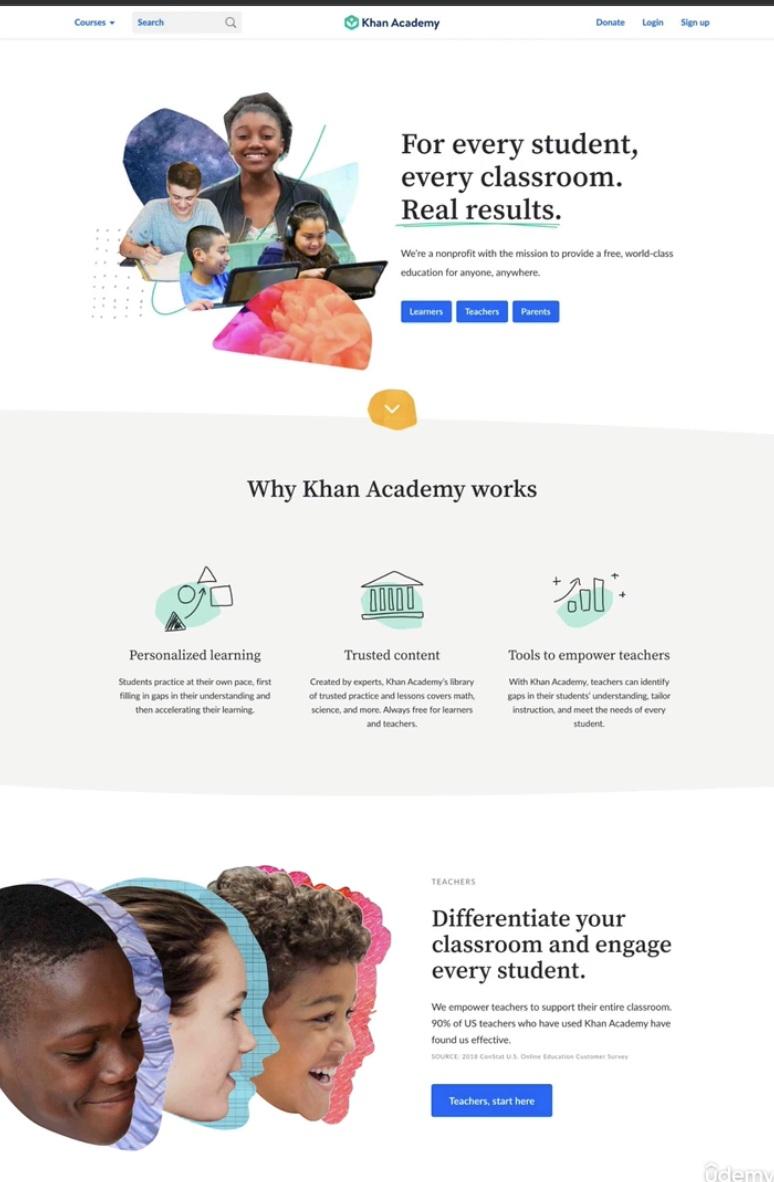 Courses
Search
Khan Academy
Donate
Login
Sign up
For every student,
every classroom.
Real results.
We're a nonprofit with the mission to provide a free, world-class
education for anyone, anywhere.
Learners
Teachers
Parents
Why Khan Academy works
Personalized learning
Students practice at their own pace, first
filling in gaps in their understanding and
then accelerating their learning.
Trusted content
Created by experts, Khan Academy's library
of trusted practice and lessons covers math,
science, and more. Always free for learners
and teachers.
Tools to empower teachers
With Khan Academy, teachers can identify
gaps in their students' understanding, tailor
instruction, and meet the needs of every
student.
TEACHERS
Differentiate your
classroom and engage
every student.
We empower teachers to support their entire classroom.
90% of US teachers who have used Khan Academy have
found us effective.
SOURCE: 2018 ConStat U.S. Online Education Customer Survey
Teachers, start here
ûdemy